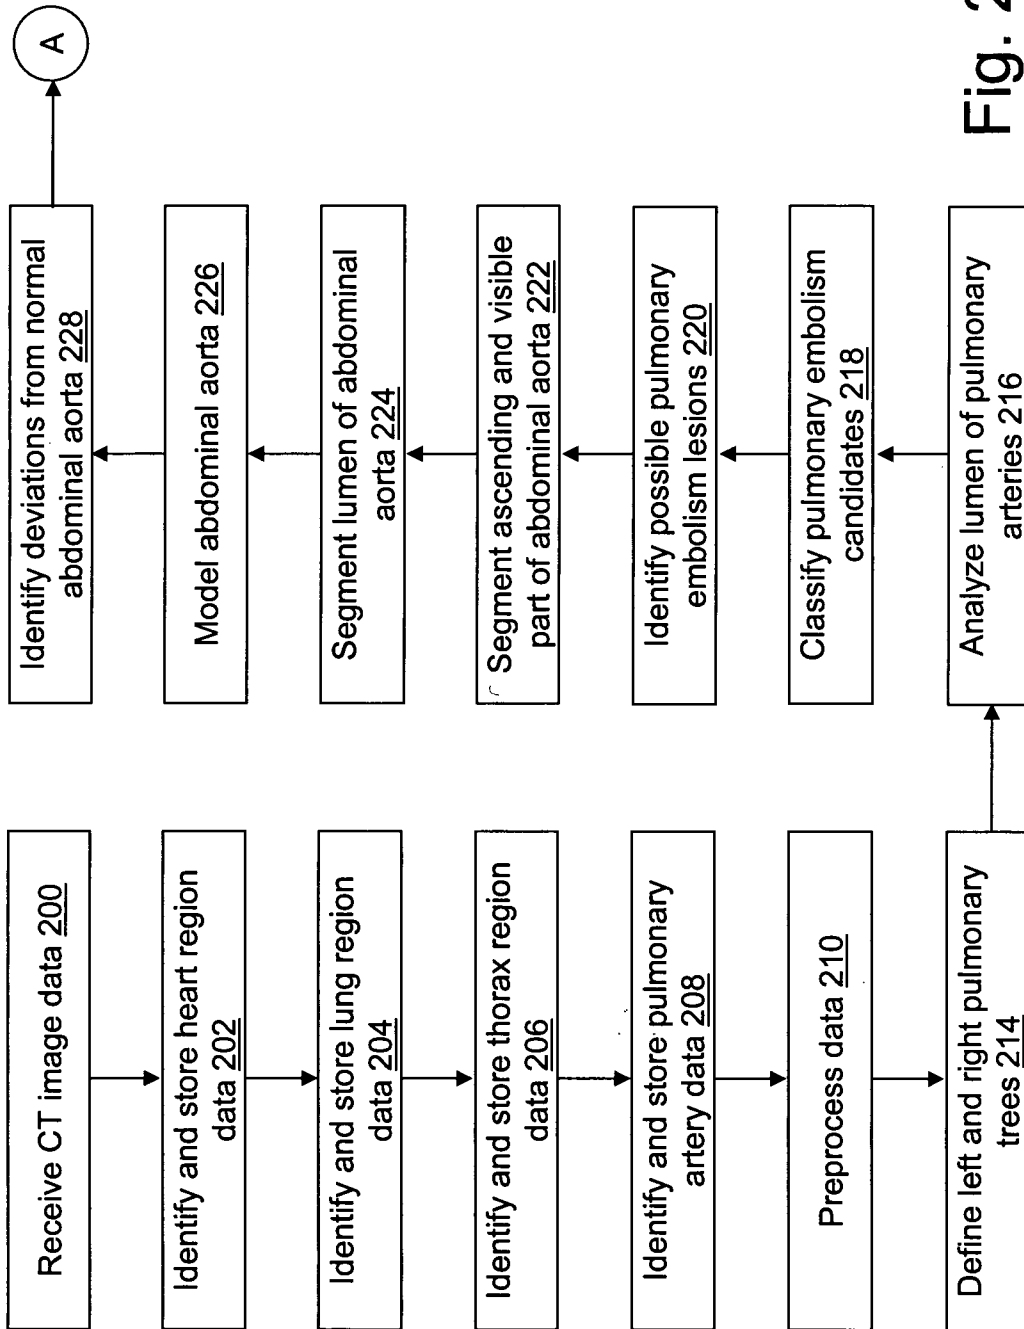 Receive CT image data 200
Identify and store heart region
data 202
Identify and store lung region
data 204
Identify and store thorax region
data 206
Identify and store pulmonary
artery data 208
Preprocess data 210
Define left and right pulmonary
trees 214
Analyze lumen of pulmonary
arteries 216
Classify pulmonary embolism
candidates 218
Identify possible pulmonary
embolism lesions 220
Segment ascending and visible
part of abdominal aorta 222
Segment lumen of abdominal
aorta 224
Model abdominal aorta 226
Identify deviations from normal
abdominal aorta 228
A
Fig. 2